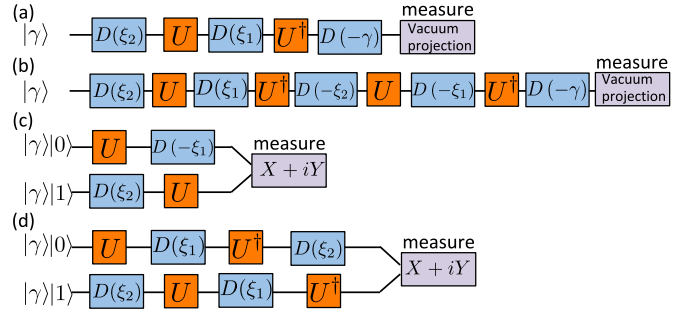 (a)
measure
|γ⟩ D(ξ₂) U D(ξ₁) U† D(−γ) Vacuum projection
(b)
measure
|γ⟩ D(ξ₂) U D(ξ₁) U† D(−ξ₂) U D(−ξ₁) U† D(−γ) Vacuum projection
(c)
|γ⟩|0⟩ U D(−ξ₁)
measure
X + iY
|γ⟩|1⟩ D(ξ₂) U
(d)
|γ⟩|0⟩ U D(ξ₁) U† D(ξ₂)
measure
X + iY
|γ⟩|1⟩ D(ξ₂) U D(ξ₁) U†